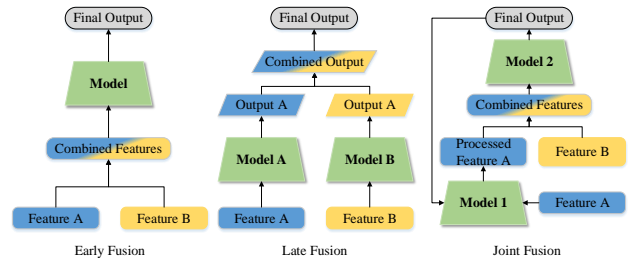 Final Output
Model
Combined Features
Feature A
Feature B
Early Fusion
Final Output
Combined Output
Output A
Output A
Model A
Model B
Feature A
Feature B
Late Fusion
Final Output
Model 2
Combined Features
Processed
Feature A
Feature B
Model 1
Feature A
Joint Fusion